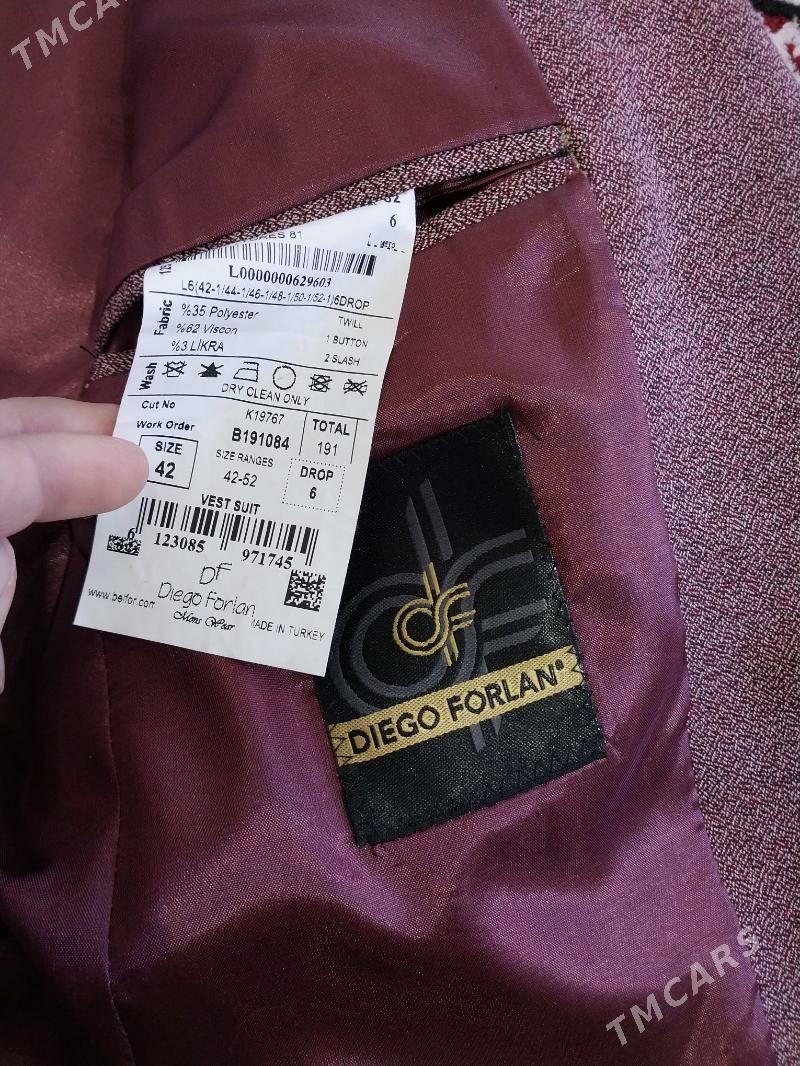 TMCARS
6
L0000000629603
L6(42-1/44-1/46-1/48-1/50-1/52-1)6DROP
Fabric
%35 Polyester
%62 Viscon
%3 LİKRA
TWILL
1 BUTTON
2 SLASH
Wash
DRY CLEAN ONLY
Cut No
K19767
Work Order
B191084
TOTAL
191
SIZE
42
SIZE RANGES
42-52
DROP
6
VEST SUIT
6 123085 971745
DF
Diego Forlan
Mens Wear
www.belfor.com
MADE IN TURKEY
DIEGO FORLAN®
TMCARS